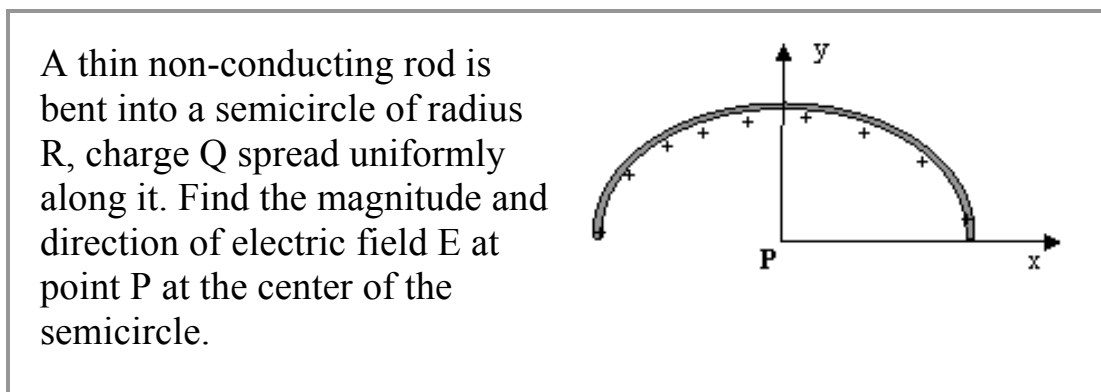 A thin non-conducting rod is
bent into a semicircle of radius
R, charge Q spread uniformly
along it. Find the magnitude and
direction of electric field E at
point P at the center of the
semicircle.
y
P
x